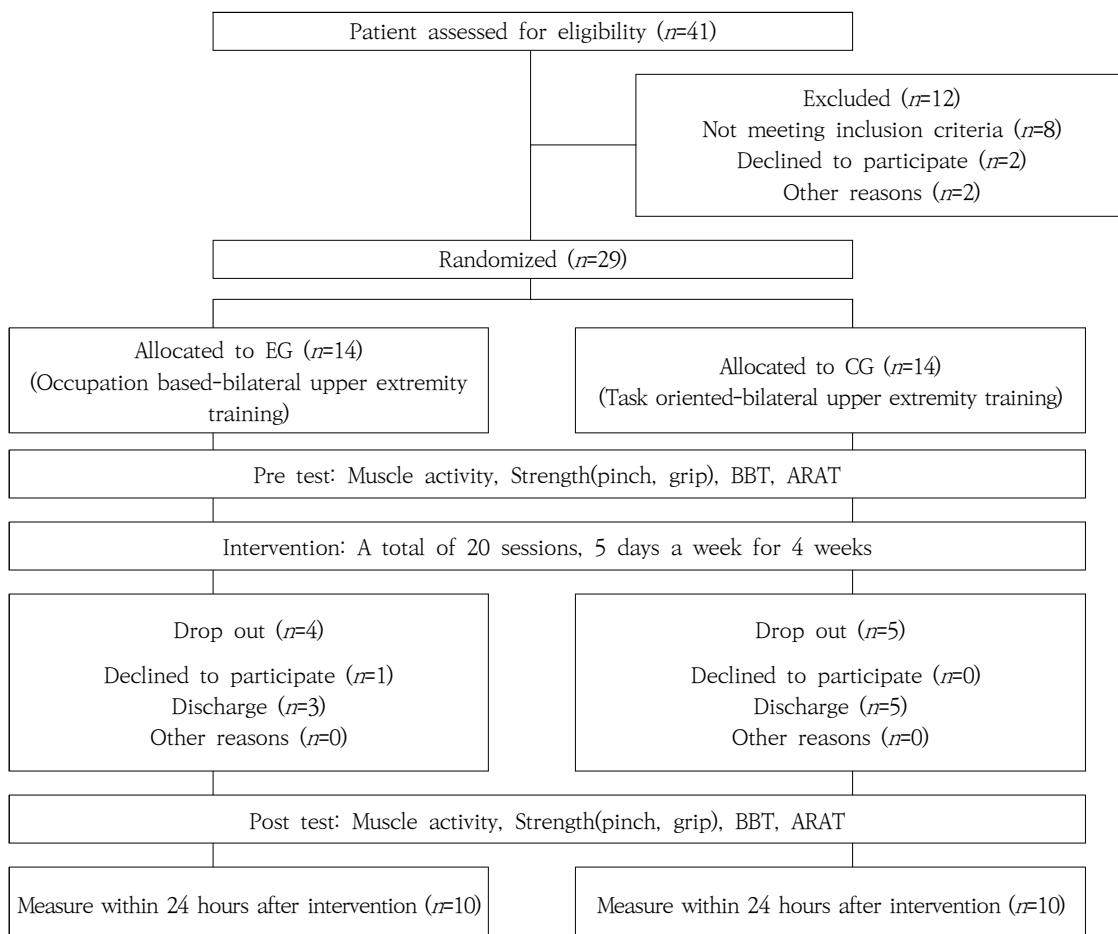 Patient assessed for eligibility (n=41)
Excluded (n=12)
Not meeting inclusion criteria (n=8)
Declined to participate (n=2)
Other reasons (n=2)
Randomized (n=29)
Allocated to EG (n=14)
(Occupation based-bilateral upper extremity
training)
Allocated to CG (n=14)
(Task oriented-bilateral upper extremity training)
Pre test: Muscle activity, Strength(pinch, grip), BBT, ARAT
Intervention: A total of 20 sessions, 5 days a week for 4 weeks
Drop out (n=4)
Declined to participate (n=1)
Discharge (n=3)
Other reasons (n=0)
Drop out (n=5)
Declined to participate (n=0)
Discharge (n=5)
Other reasons (n=0)
Post test: Muscle activity, Strength(pinch, grip), BBT, ARAT
Measure within 24 hours after intervention (n=10)
Measure within 24 hours after intervention (n=10)